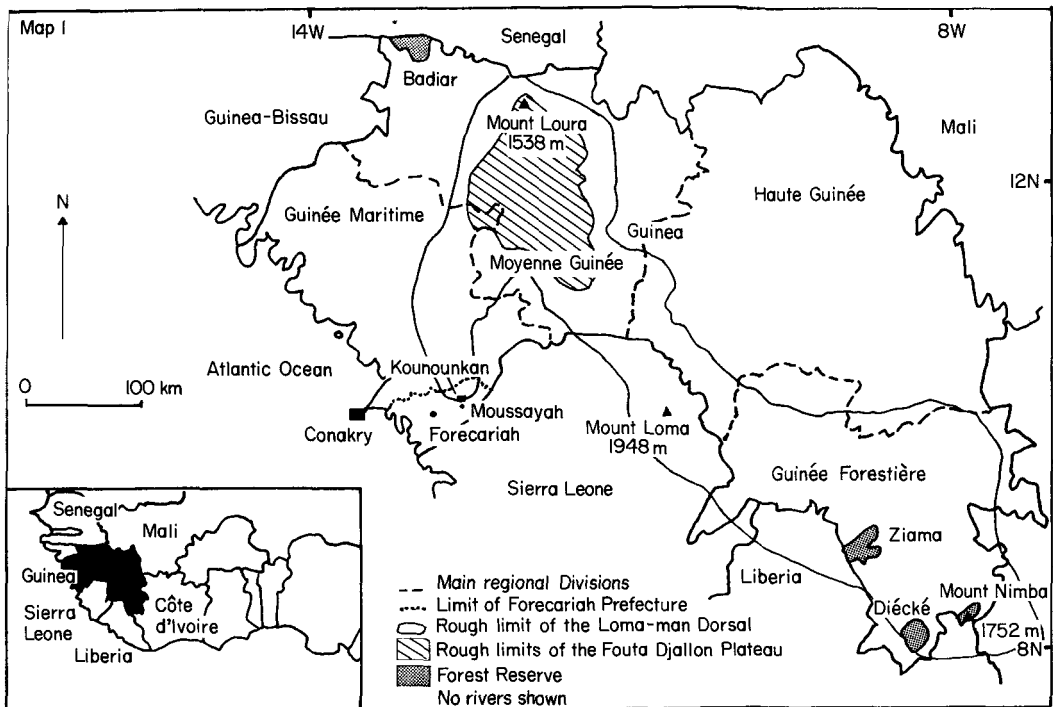 Map 1
14W
8W
Senegal
Badiar
Guinea-Bissau
Mount Loura
1538 m
Mali
12N
N
Haute Guinée
Guinée Maritime
Guinea
Moyenne Guinée
Atlantic Ocean
Kounounkan
0
100 km
Moussayah
Conakry
Forecariah
Mount Loma
1948 m
Sierra Leone
Guinée Forestière
Ziama
Liberia
Mount Nimba
Diécké
1752 m
8N
Senegal
Mali
Guinea
Sierra
Leone
Côte
d'Ivoire
Liberia
Main regional Divisions
Limit of Forecariah Prefecture
Rough limit of the Loma-man Dorsal
Rough limits of the Fouta Djallon Plateau
Forest Reserve
No rivers shown